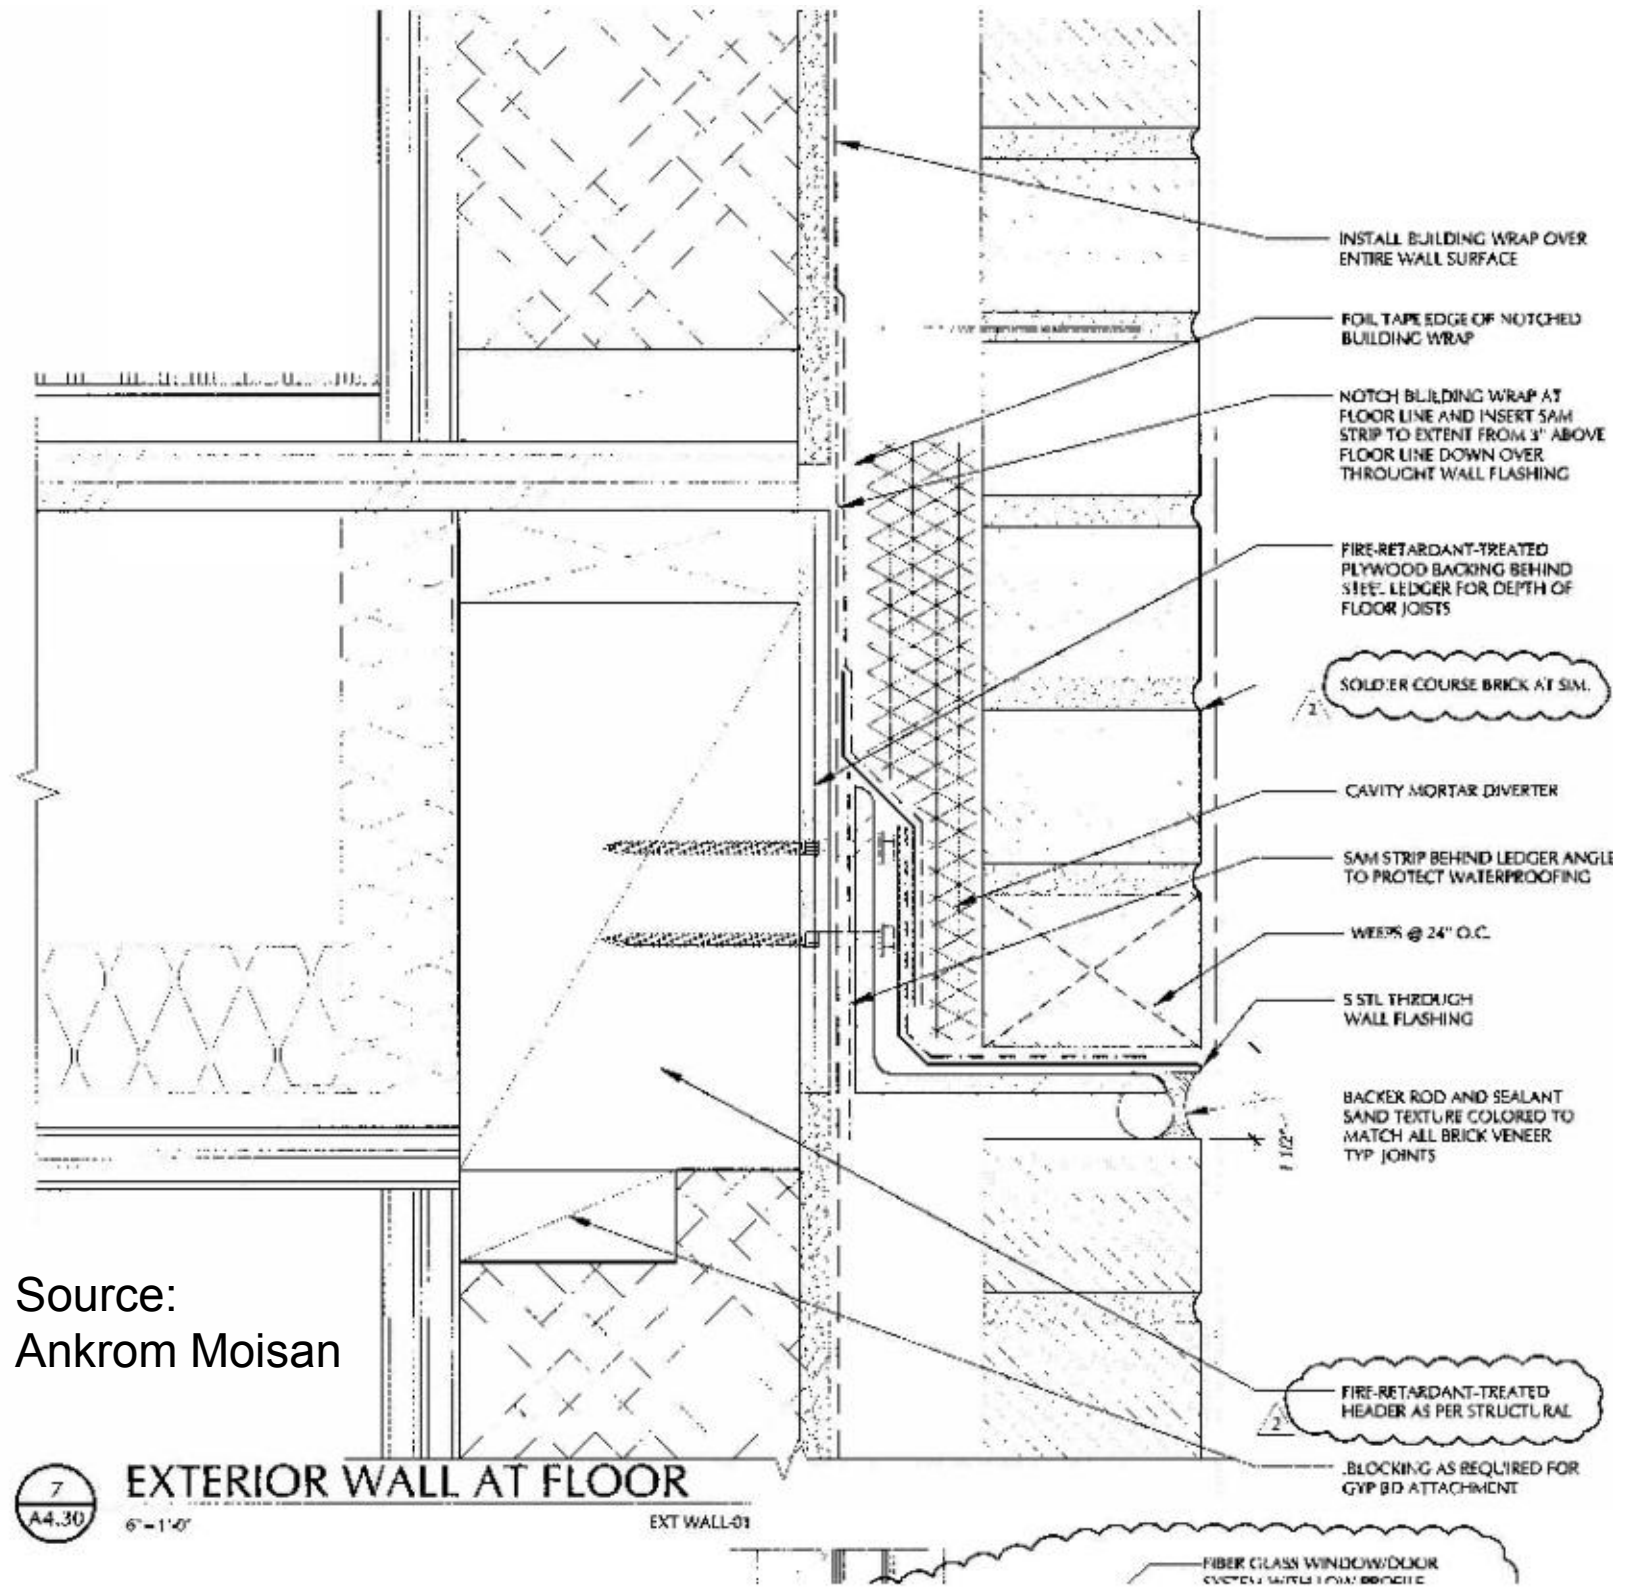 INSTALL BUILDING WRAP OVER
ENTIRE WALL SURFACE
FOIL TAPE EDGE OF NOTCHED
BUILDING WRAP
NOTCH BUILDING WRAP AT
FLOOR LINE AND INSERT SAM
STRIP TO EXTENT FROM 3" ABOVE
FLOOR LINE DOWN OVER
THROUGHT WALL FLASHING
FIRE-RETARDANT-TREATED
PLYWOOD BACKING BEHIND
STEEL LEDGER FOR DEPTH OF
FLOOR JOISTS
SOLDIER COURSE BRICK AT SIM.
2
CAVITY MORTAR DIVERTER
SAM STRIP BEHIND LEDGER ANGLE
TO PROTECT WATERPROOFING
WEEPS @ 24" O.C.
S STL THROUGH
WALL FLASHING
BACKER ROD AND SEALANT
SAND TEXTURE COLORED TO
MATCH ALL BRICK VENEER
TYP JOINTS
1/2"
Source:
Ankrom Moisan
FIRE-RETARDANT-TREATED
HEADER AS PER STRUCTURAL
2
BLOCKING AS REQUIRED FOR
GYP BD ATTACHMENT
7
A4.30
EXTERIOR WALL AT FLOOR
6"=1'-0"
EXT WALL-01
FIBER GLASS WINDOW/DOOR
SYSTEM WITH LOW PROFILE